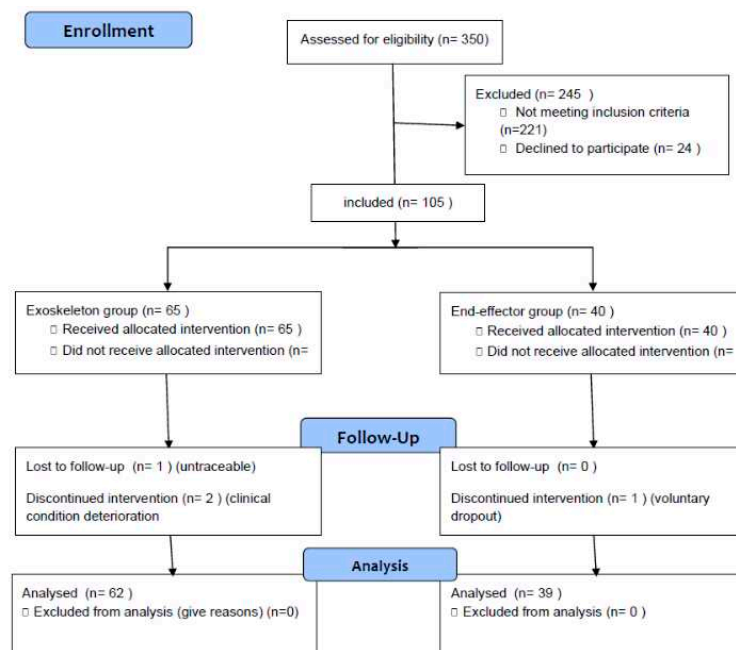 Enrollment
Assessed for eligibility (n= 350)
Excluded (n= 245 )
▯ Not meeting inclusion criteria
(n=221)
▯ Declined to participate (n= 24 )
included (n= 105 )
Exoskeleton group (n= 65 )
▯ Received allocated intervention (n= 65 )
▯ Did not receive allocated intervention (n=
End-effector group (n= 40 )
▯ Received allocated intervention (n= 40 )
▯ Did not receive allocated intervention (n=
Follow-Up
Lost to follow-up (n= 1 ) (untraceable)
Discontinued intervention (n= 2 ) (clinical
condition deterioration
Lost to follow-up (n= 0 )
Discontinued intervention (n= 1 ) (voluntary
dropout)
Analysis
Analysed (n= 62 )
▯ Excluded from analysis (give reasons) (n=0)
Analysed (n= 39 )
▯ Excluded from analysis (n= 0 )